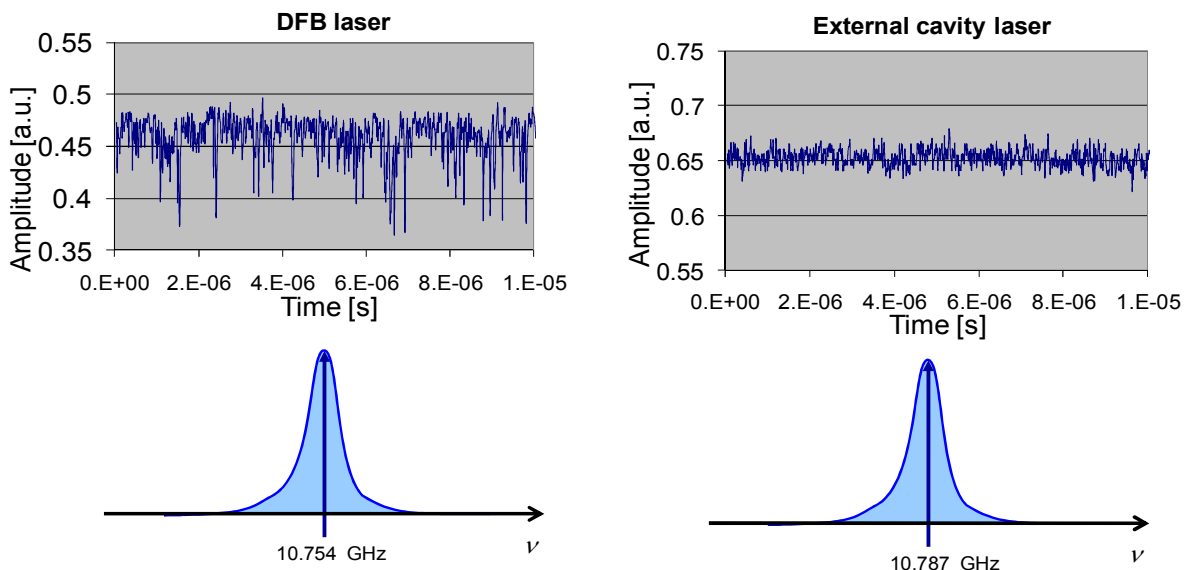 DFB laser
0.55
0.5
0.45
0.4
0.35
Amplitude [a.u.]
0.E+00 2.E-06 4.E-06 6.E-06 8.E-06 1.E-05
Time [s]
10.754 GHz
ν
External cavity laser
0.75
0.7
0.65
0.6
0.55
Amplitude [a.u.]
0.E+00 2.E-06 4.E-06 6.E-06 8.E-06 1.E-05
Time [s]
10.787 GHz
ν